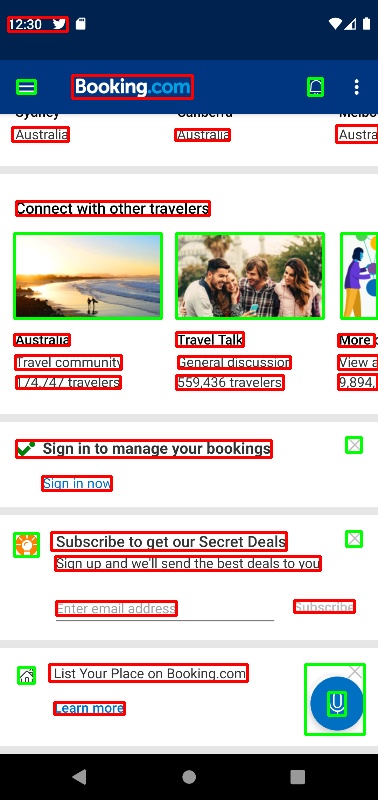 12:30
Booking.com
Sydney Canberra Melbo
Australia Australia Austra
Connect with other travelers
Australia Travel Talk More
Travel community General discussion View a
174,747 travelers 559,436 travelers 9,894,
Sign in to manage your bookings
Sign in now
Subscribe to get our Secret Deals
Sign up and we'll send the best deals to you
Enter email address Subscribe
List Your Place on Booking.com
Learn more